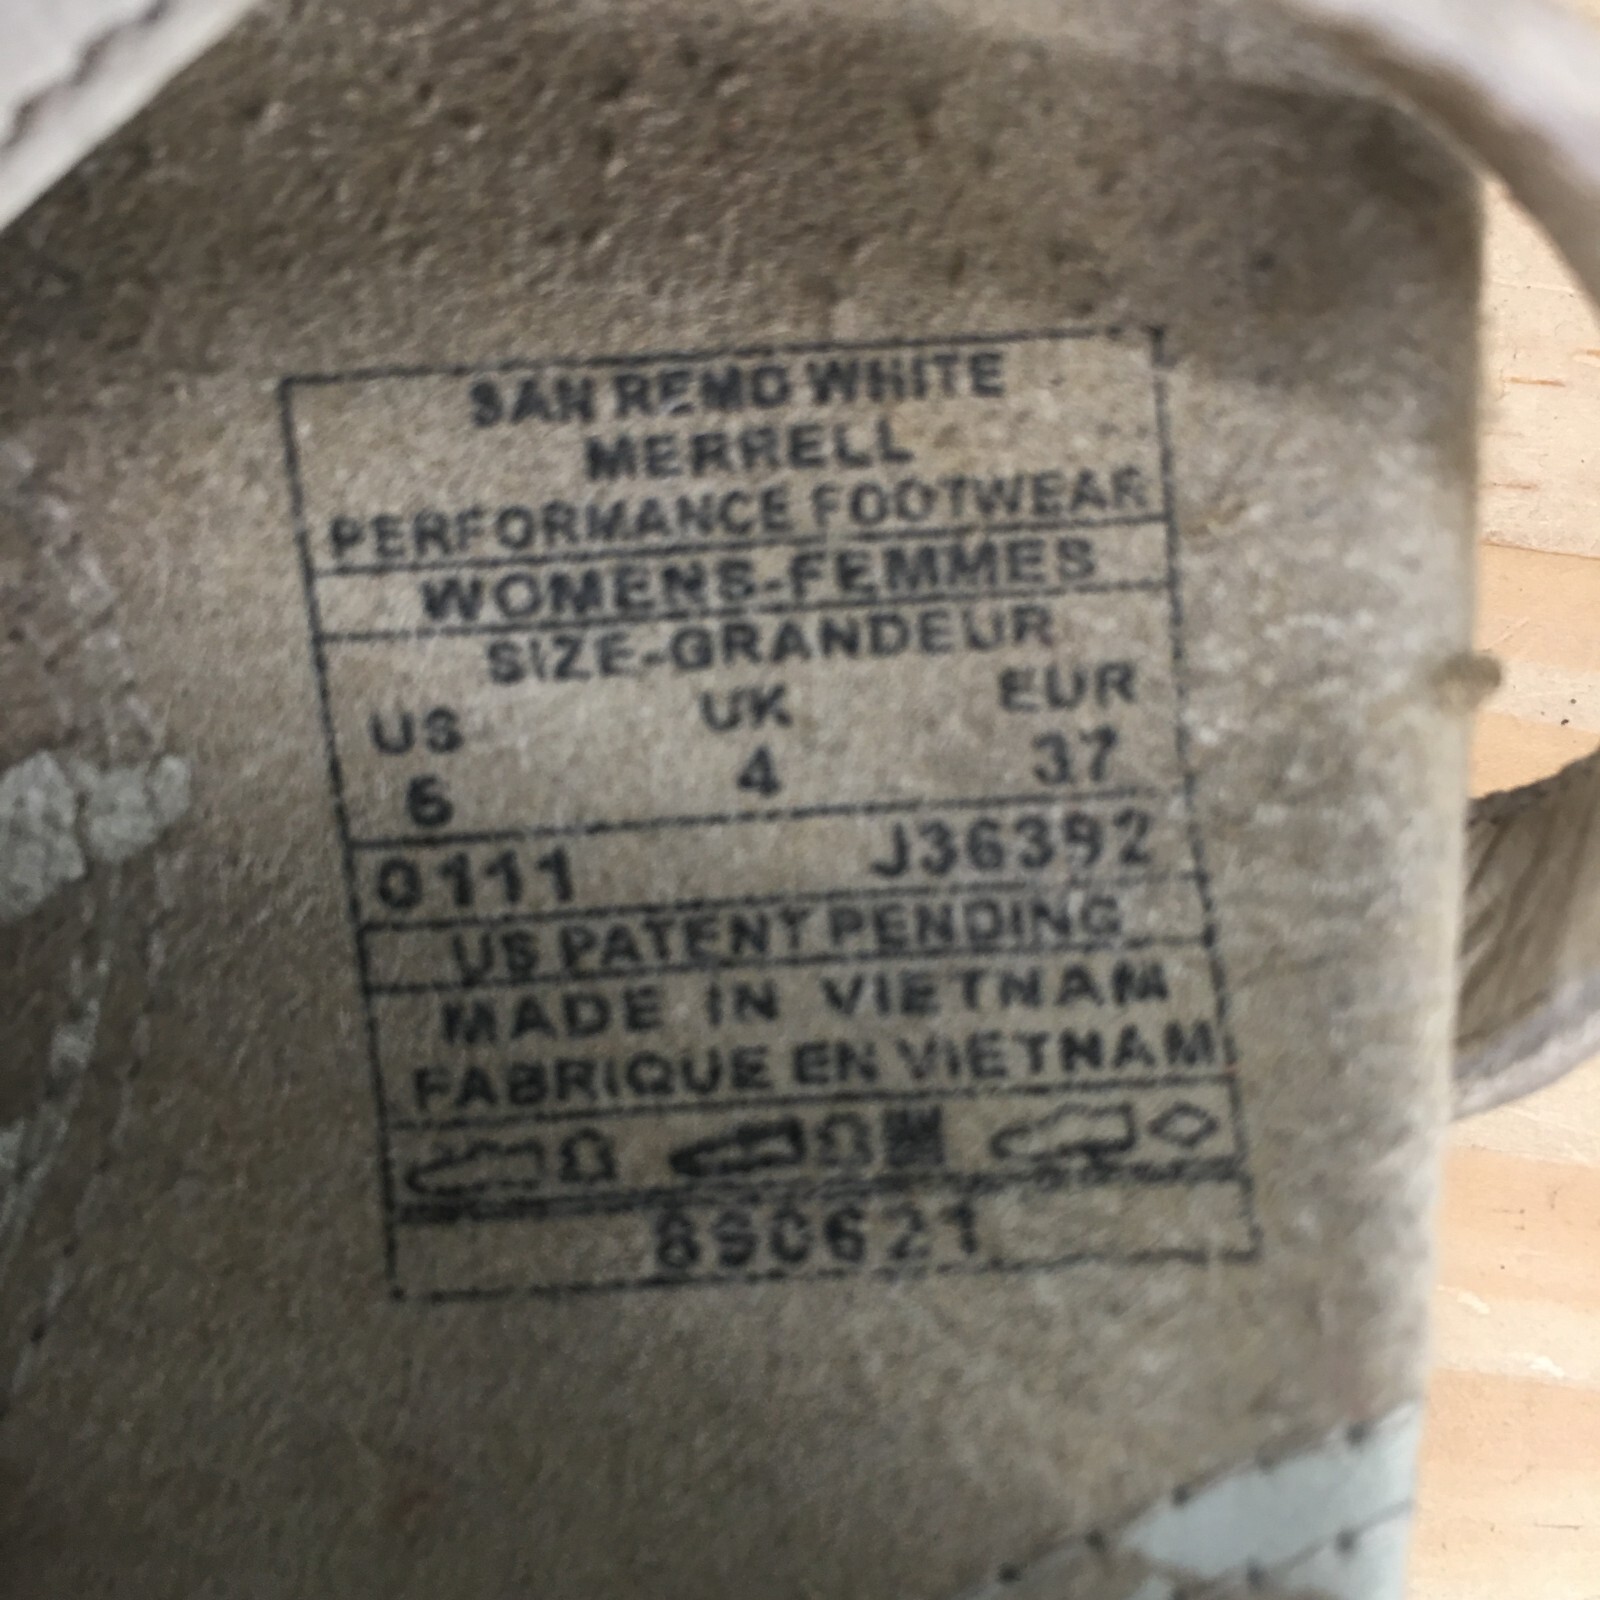 SAN REMO WHITE
MERRELL
PERFORMANCE FOOTWEAR
WOMENS-FEMMES
SIZE-GRANDEUR
US UK EUR
6 4 37
0111 J36392
US PATENT PENDING
MADE IN VIETNAM
FABRIQUE EN VIETNAM
890621